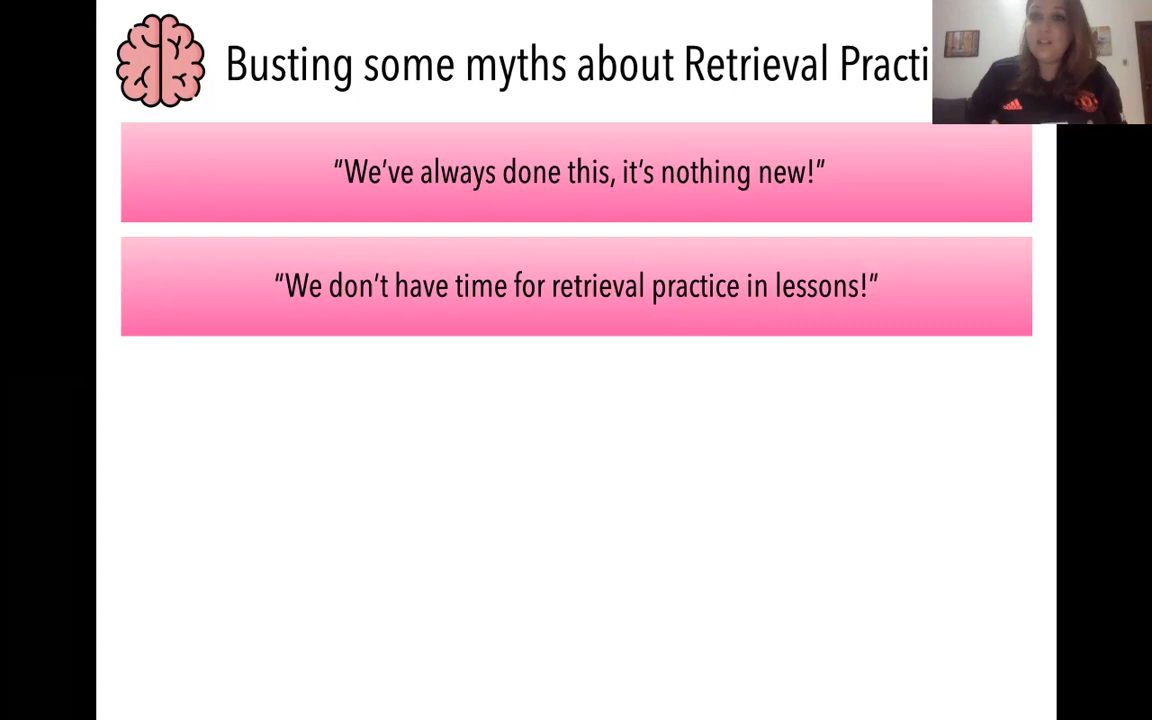 Busting some myths about Retrieval Practi
“We’ve always done this, it’s nothing new!”
“We don’t have time for retrieval practice in lessons!”